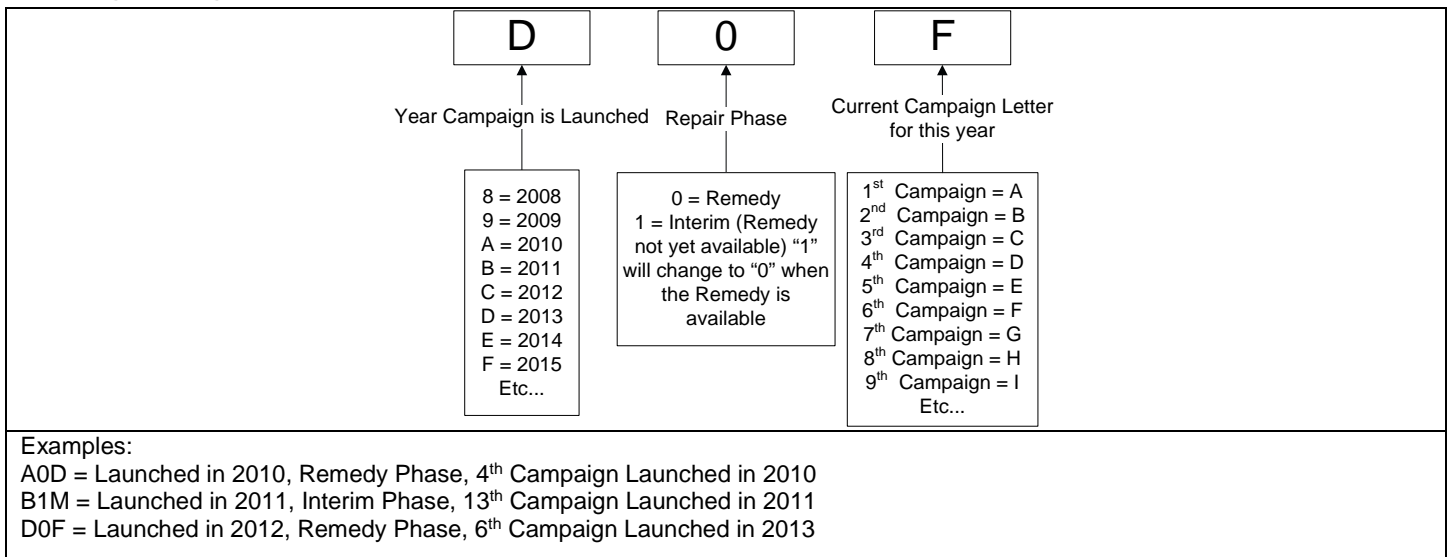 D 0 F
Year Campaign is Launched
Repair Phase
Current Campaign Letter
for this year
8 = 2008
9 = 2009
A = 2010
B = 2011
C = 2012
D = 2013
E = 2014
F = 2015
Etc...
0 = Remedy
1 = Interim (Remedy
not yet available) “1”
will change to “0” when
the Remedy is
available
1st Campaign = A
2nd Campaign = B
3rd Campaign = C
4th Campaign = D
5th Campaign = E
6th Campaign = F
7th Campaign = G
8th Campaign = H
9th Campaign = I
Etc...
Examples:
A0D = Launched in 2010, Remedy Phase, 4th Campaign Launched in 2010
B1M = Launched in 2011, Interim Phase, 13th Campaign Launched in 2011
D0F = Launched in 2012, Remedy Phase, 6th Campaign Launched in 2013